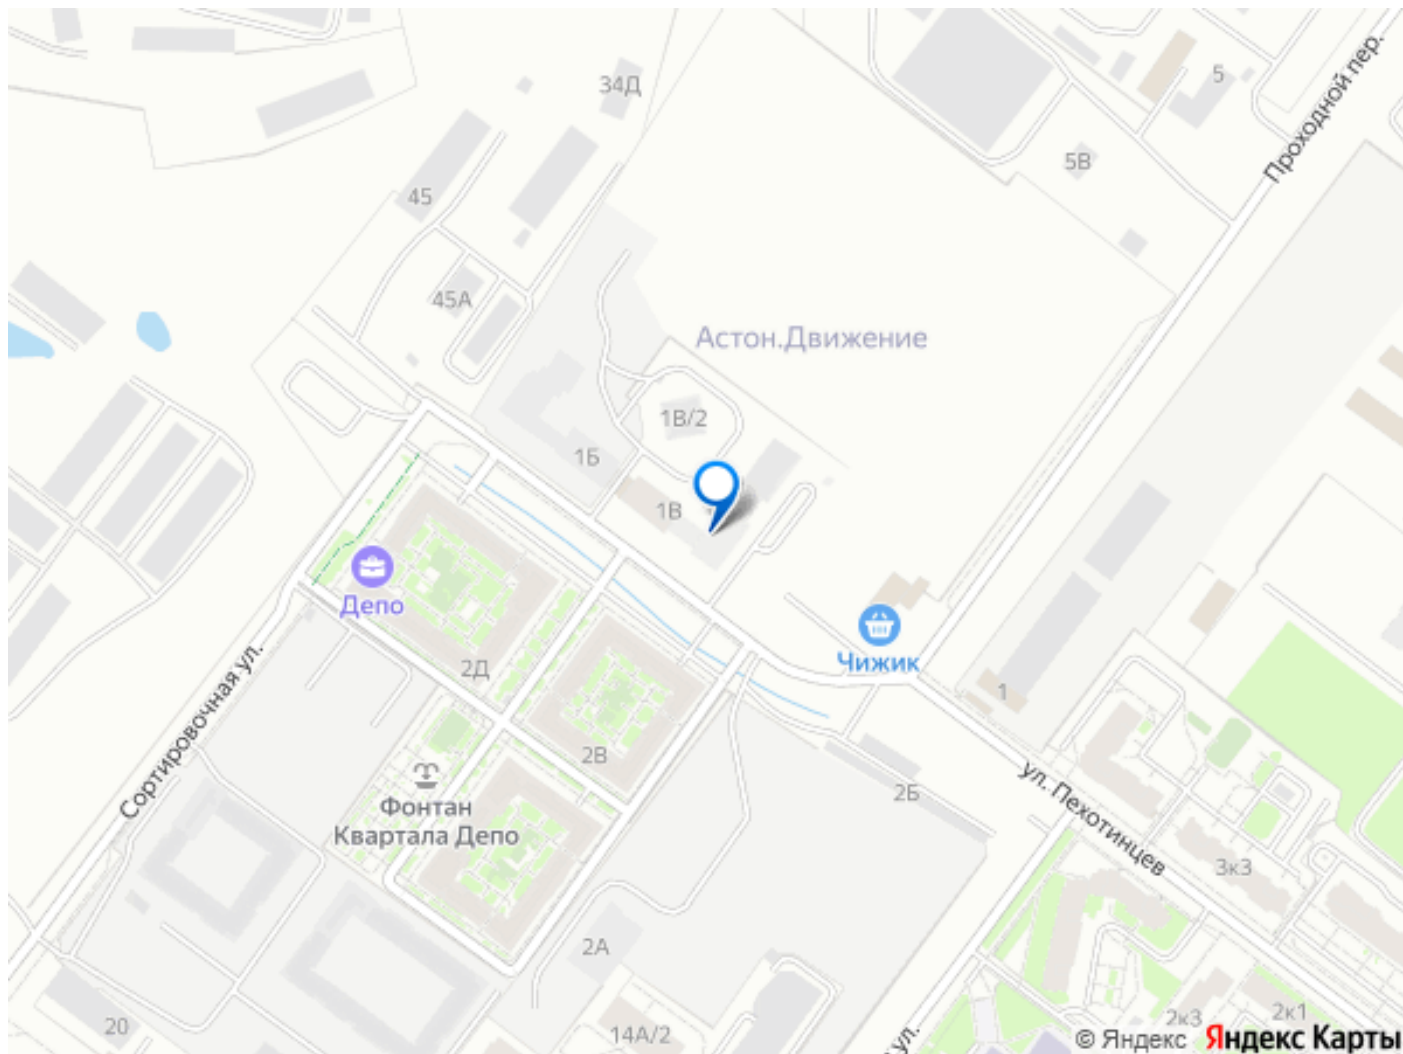 34Д
5
Проходной пер.
5В
45
45А
Астон.Движение
1В/2
1Б
1В
Депо
Чижик
2Д
1
Сортировочная ул.
2В
ул. Пехотинцев
2Б
Фонтан
Квартала Депо
3к3
2А
20
14А/2
ул.
2к3
2к1
© Яндекс Яндекс Карты